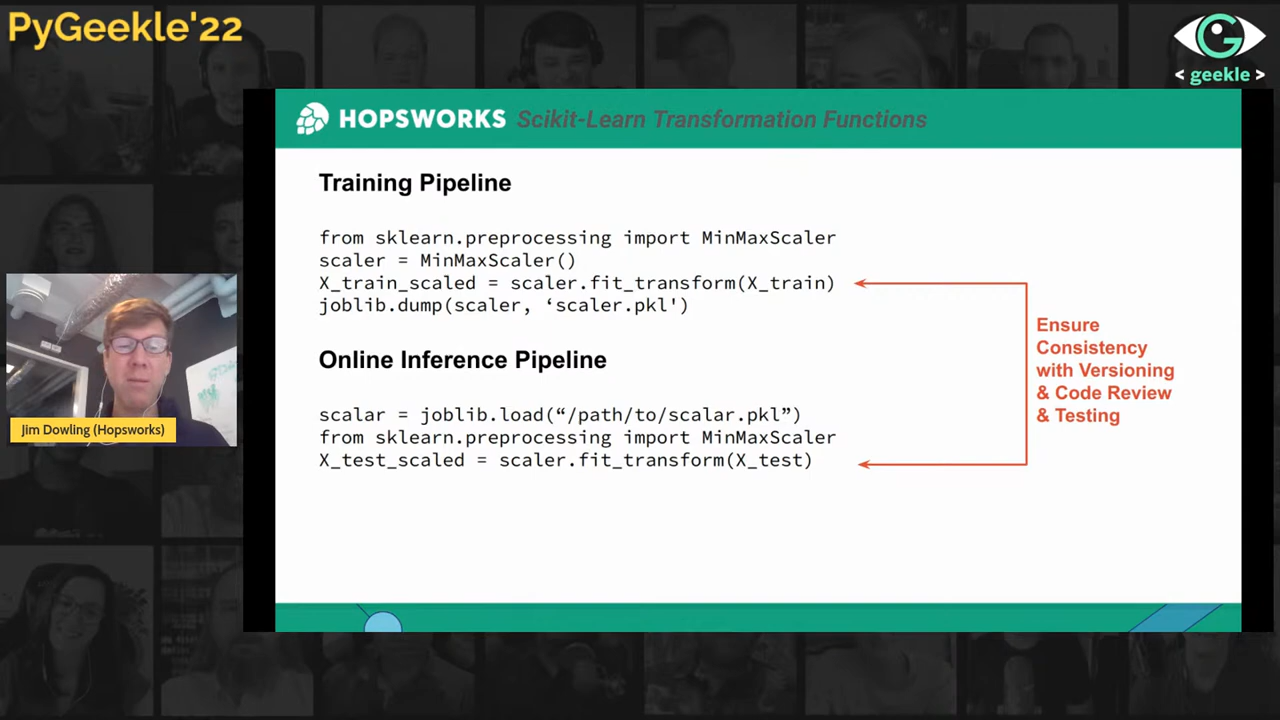 PyGeekle'22
G
geekle
< geekle >
HOPSWORKS Scikit-Learn Transformation Functions
Training Pipeline
from sklearn.preprocessing import MinMaxScaler
scaler = MinMaxScaler()
X_train_scaled = scaler.fit_transform(X_train)
joblib.dump(scaler, ‘scaler.pkl')
Online Inference Pipeline
scalar = joblib.load(“/path/to/scalar.pkl”)
from sklearn.preprocessing import MinMaxScaler
X_test_scaled = scaler.fit_transform(X_test)
Ensure
Consistency
with Versioning
& Code Review
& Testing
Jim Dowling (Hopsworks)